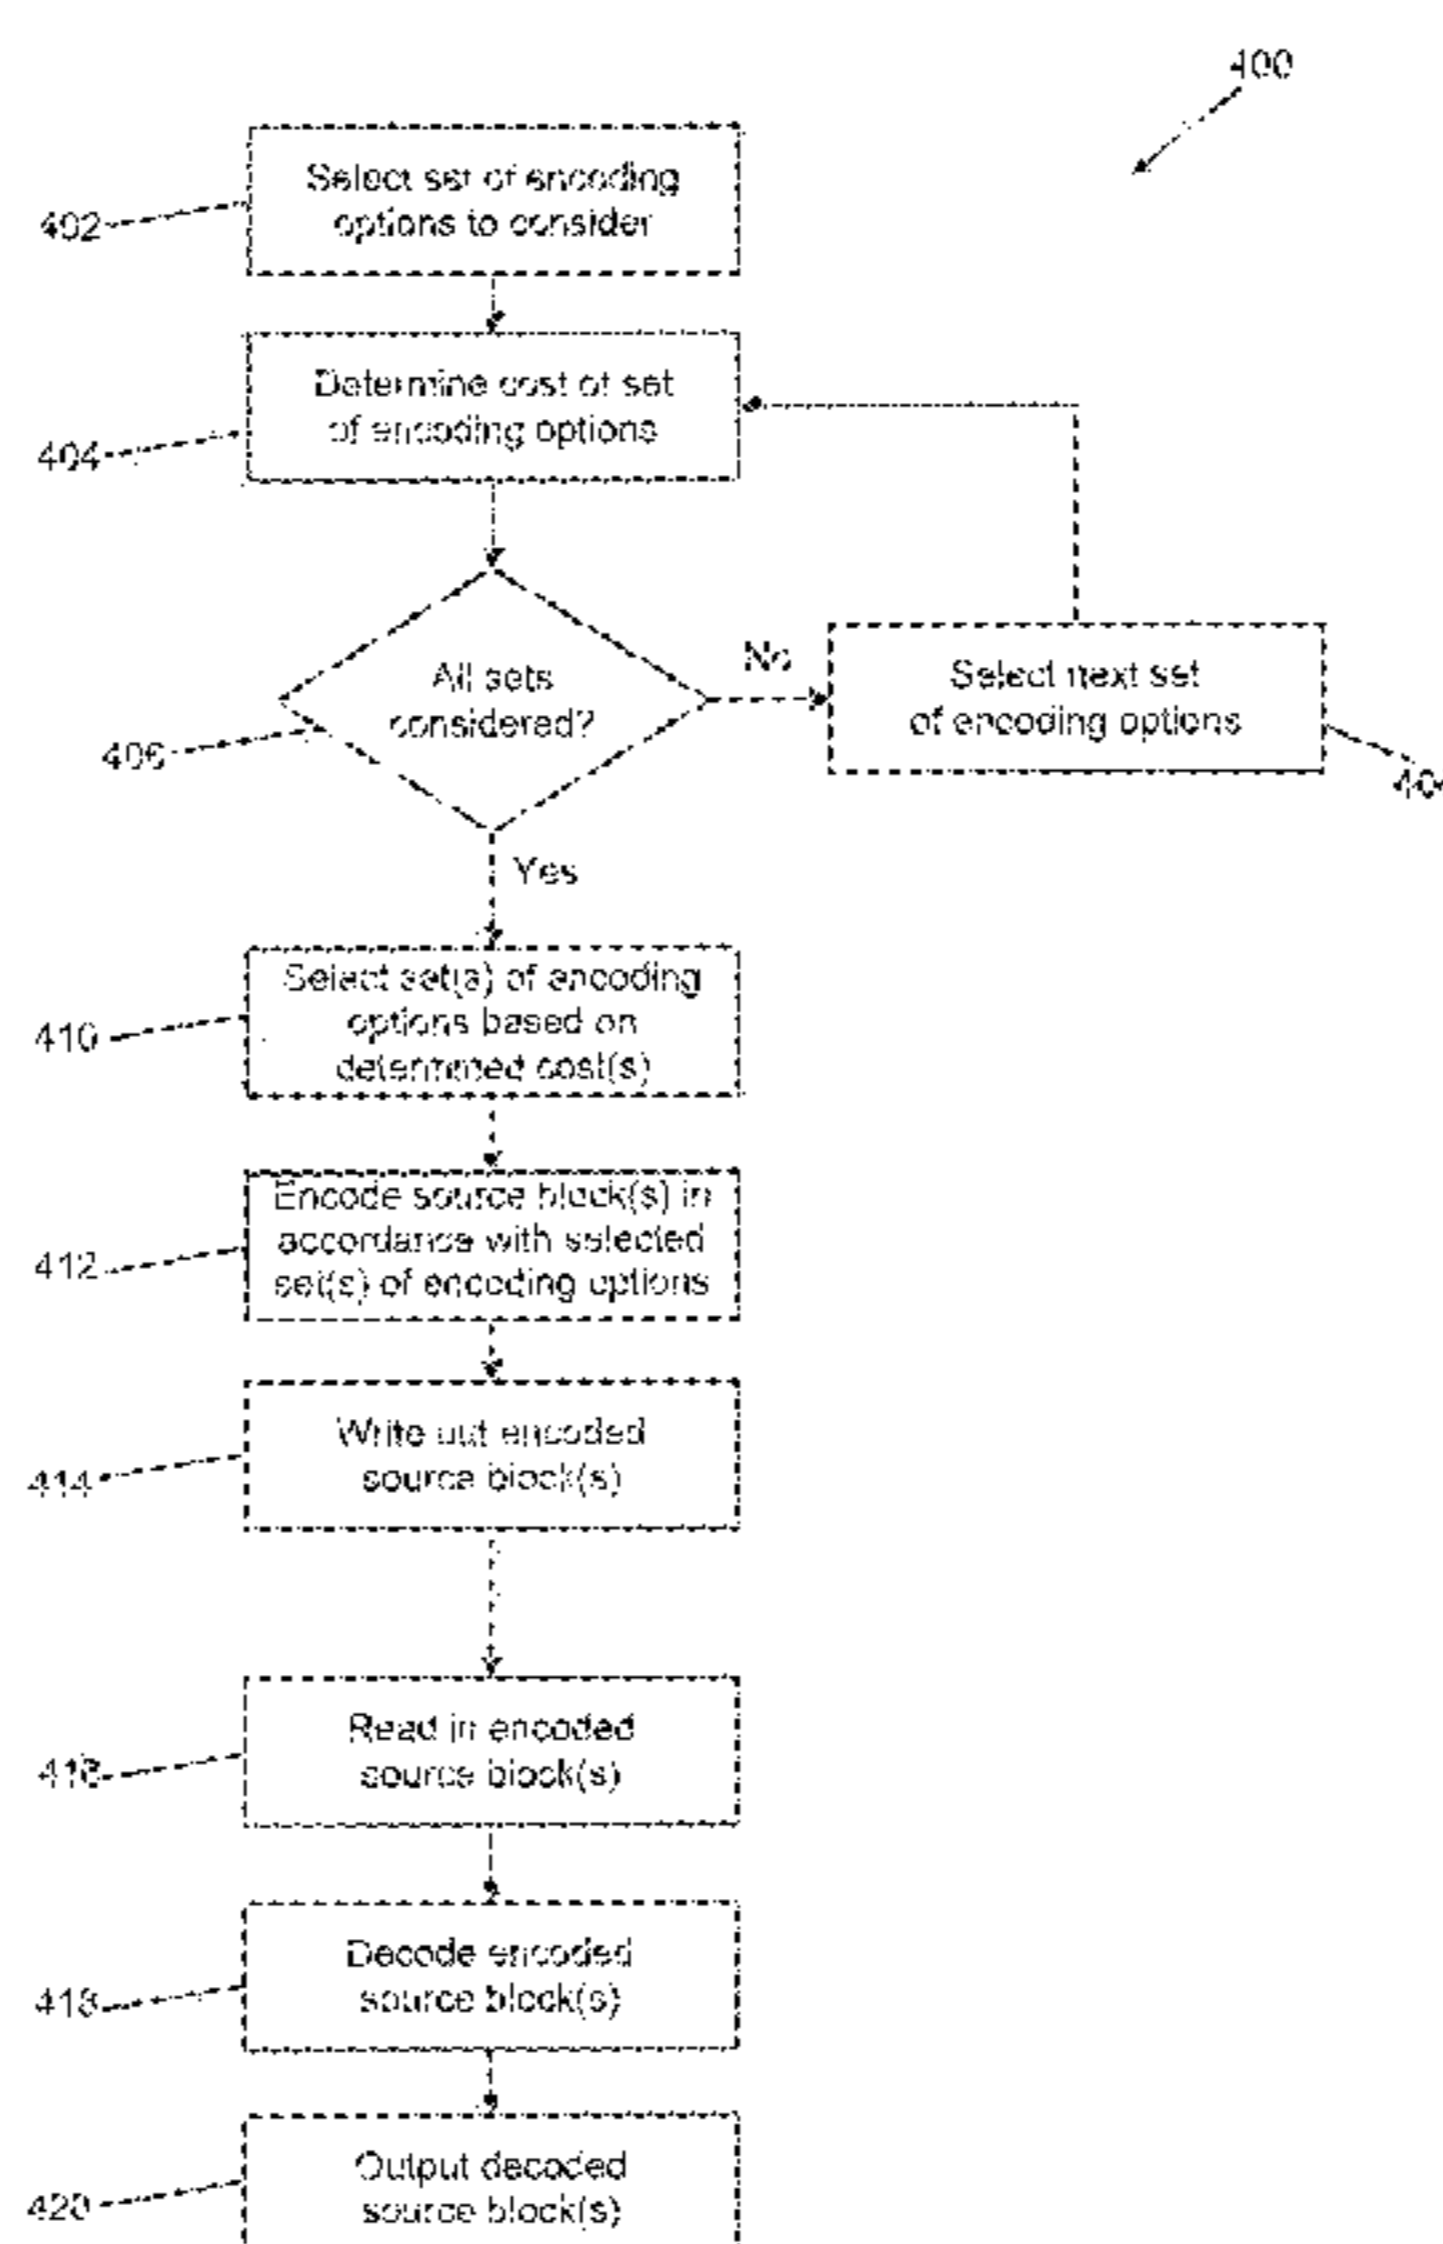 400
402
Select set of encoding
options to consider
404
Determine cost of set
of encoding options
406
All sets
considered?
No
Select next set
of encoding options
Yes
410
Select set(s) of encoding
options based on
determined cost(s)
412
Encode source block(s) in
accordance with selected
set(s) of encoding options
414
Write out encoded
source block(s)
416
Read in encoded
source block(s)
418
Decode encoded
source block(s)
420
Output decoded
source block(s)